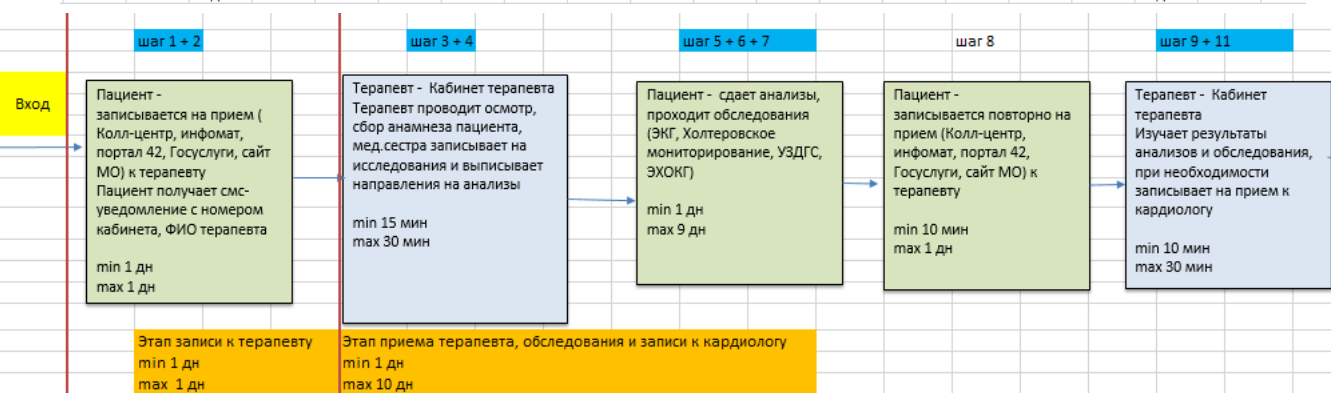 шаг 1 + 2
шаг 3 + 4
шаг 5 + 6 + 7
шаг 8
шаг 9 + 11
Вход
Пациент -
записывается на прием (
Колл-центр, инфомат,
портал 42, Госуслуги, сайт
МО) к терапевту
Пациент получает смс-
уведомление с номером
кабинета, ФИО терапевта
min 1 дн
max 1 дн
Терапевт - Кабинет терапевта
Терапевт проводит осмотр,
сбор анамнеза пациента,
мед.сестра записывает на
исследования и выписывает
направления на анализы
min 15 мин
max 30 мин
Пациент - сдает анализы,
проходит обследования
(ЭКГ, Холтеровское
мониторирование, УЗДГС,
ЭХОКГ)
min 1 дн
max 9 дн
Пациент -
записывается повторно на
прием (Колл-центр,
инфомат, портал 42,
Госуслуги, сайт МО) к
терапевту
min 10 мин
max 1 дн
Терапевт - Кабинет
терапевта
Изучает результаты
анализов и обследования,
при необходимости
записывает на прием к
кардиологу
min 10 мин
max 30 мин
Этап записи к терапевту
min 1 дн
max 1 дн
Этап приема терапевта, обследования и записи к кардиологу
min 1 дн
max 10 дн